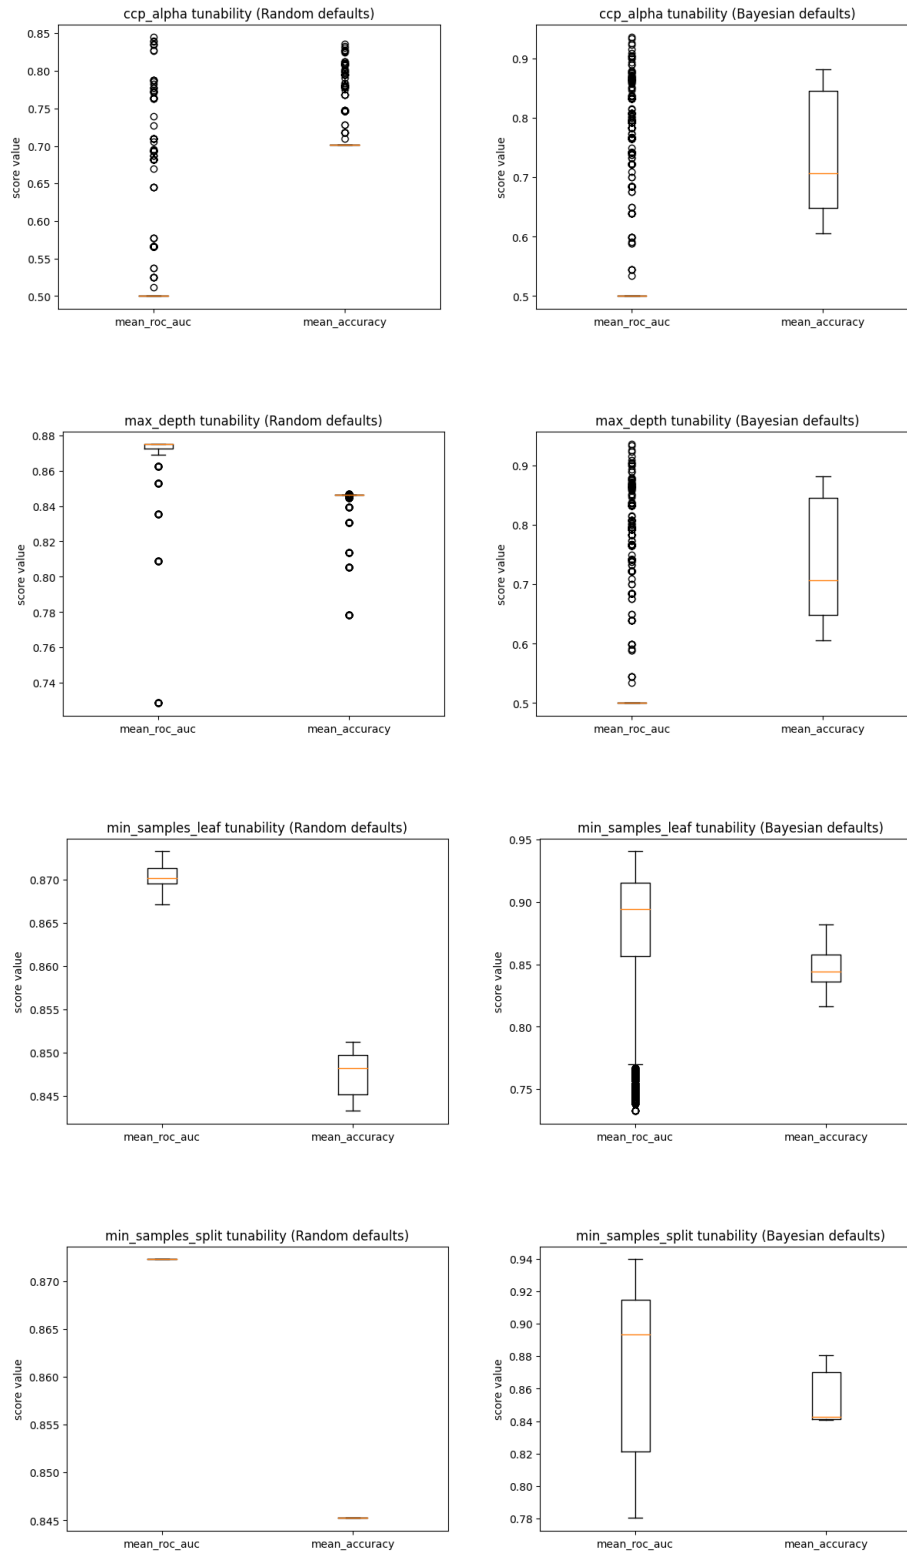 ccp_alpha tunability (Random defaults)
0.85
0.80
0.75
0.70
0.65
0.60
0.55
0.50
score value
mean_roc_auc
mean_accuracy
ccp_alpha tunability (Bayesian defaults)
0.9
0.8
0.7
0.6
0.5
score value
mean_roc_auc
mean_accuracy
max_depth tunability (Random defaults)
0.88
0.86
0.84
0.82
0.80
0.78
0.76
0.74
score value
mean_roc_auc
mean_accuracy
max_depth tunability (Bayesian defaults)
0.9
0.8
0.7
0.6
0.5
score value
mean_roc_auc
mean_accuracy
min_samples_leaf tunability (Random defaults)
0.870
0.865
0.860
0.855
0.850
0.845
score value
mean_roc_auc
mean_accuracy
min_samples_leaf tunability (Bayesian defaults)
0.95
0.90
0.85
0.80
0.75
score value
mean_roc_auc
mean_accuracy
min_samples_split tunability (Random defaults)
0.870
0.865
0.860
0.855
0.850
0.845
score value
mean_roc_auc
mean_accuracy
min_samples_split tunability (Bayesian defaults)
0.94
0.92
0.90
0.88
0.86
0.84
0.82
0.80
0.78
score value
mean_roc_auc
mean_accuracy